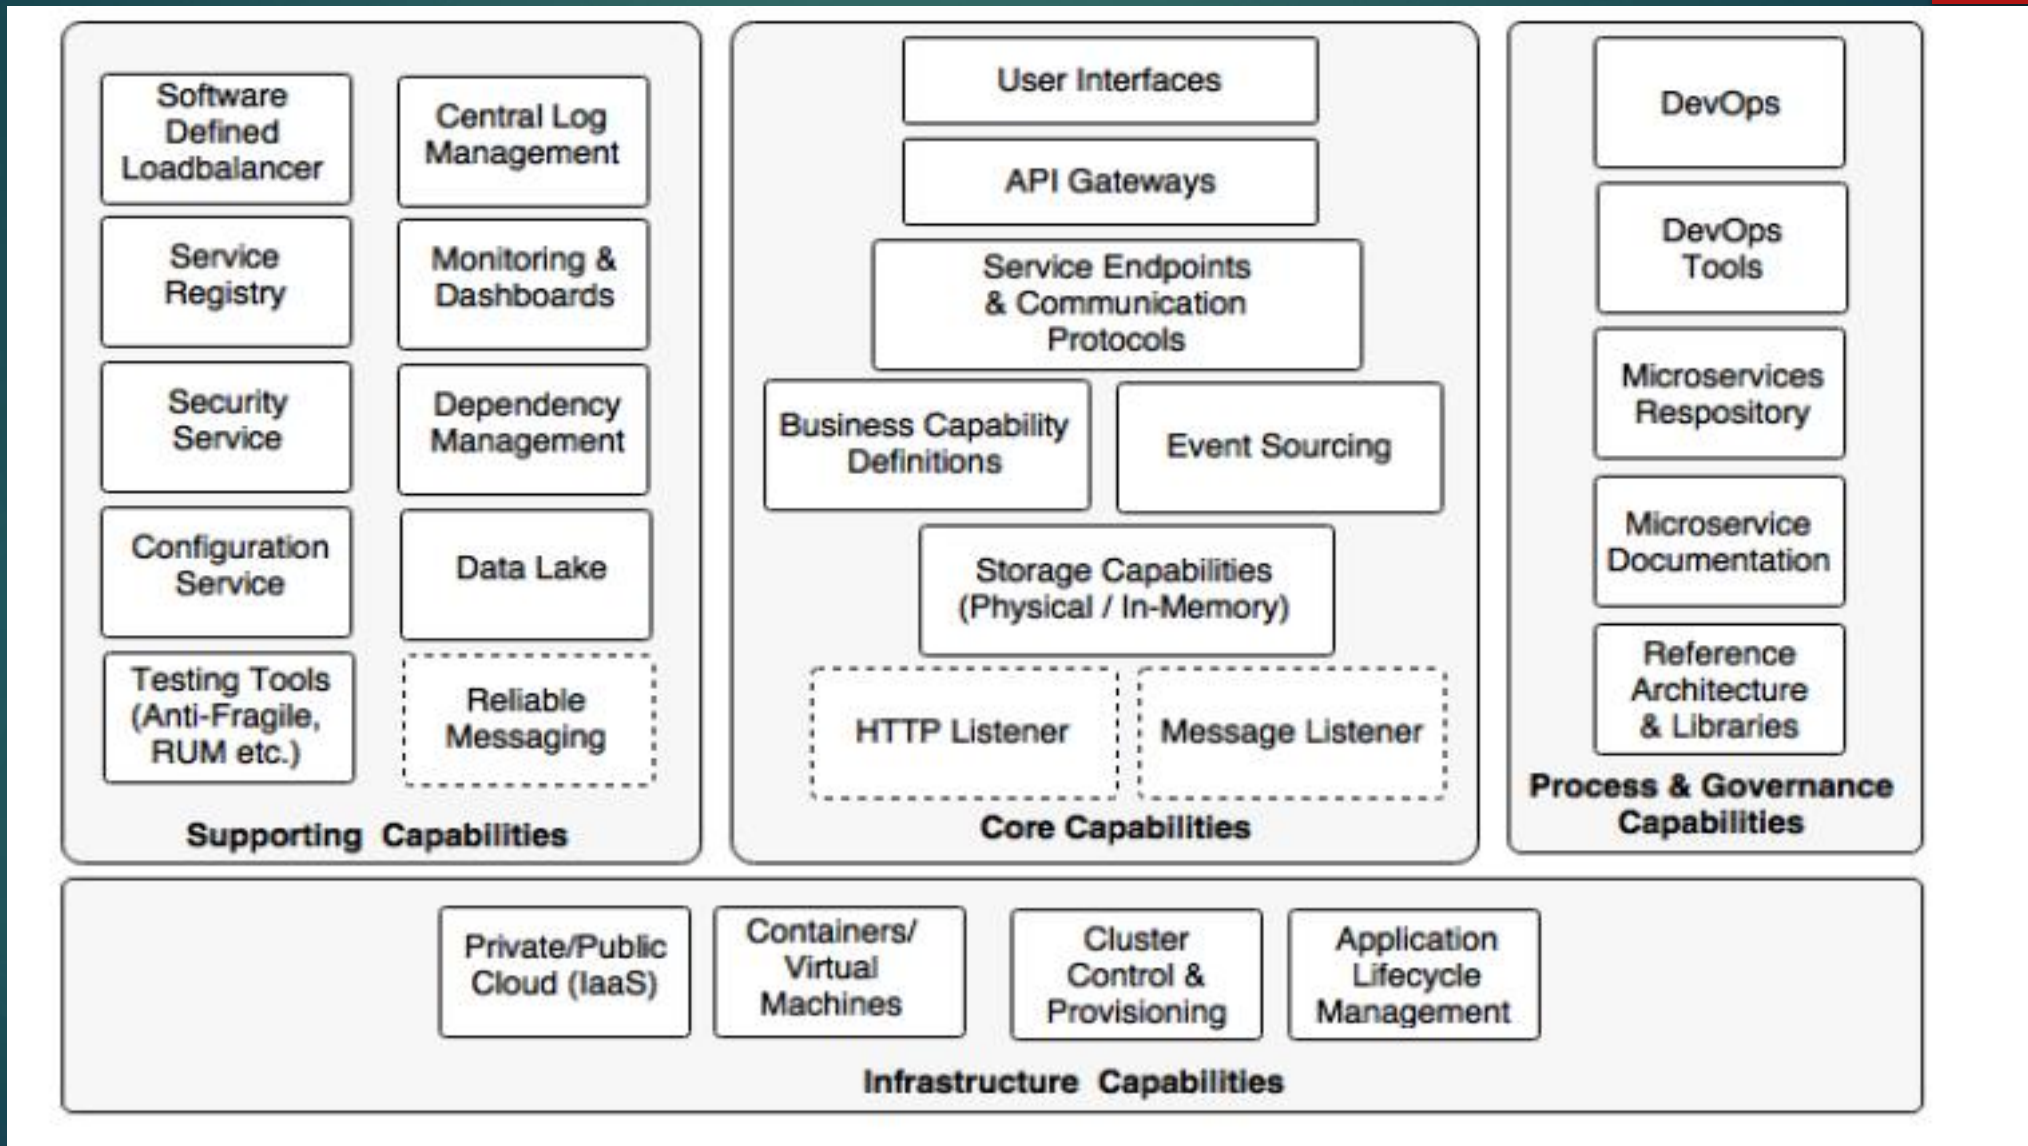 Software
Defined
Loadbalancer
Central Log
Management
Service
Registry
Monitoring &
Dashboards
Security
Service
Dependency
Management
Configuration
Service
Data Lake
Testing Tools
(Anti-Fragile,
RUM etc.)
Reliable
Messaging
Supporting Capabilities
User Interfaces
API Gateways
Service Endpoints
& Communication
Protocols
Business Capability
Definitions
Event Sourcing
Storage Capabilities
(Physical / In-Memory)
HTTP Listener
Message Listener
Core Capabilities
DevOps
DevOps
Tools
Microservices
Respository
Microservice
Documentation
Reference
Architecture
& Libraries
Process & Governance
Capabilities
Private/Public
Cloud (IaaS)
Containers/
Virtual
Machines
Cluster
Control &
Provisioning
Application
Lifecycle
Management
Infrastructure Capabilities